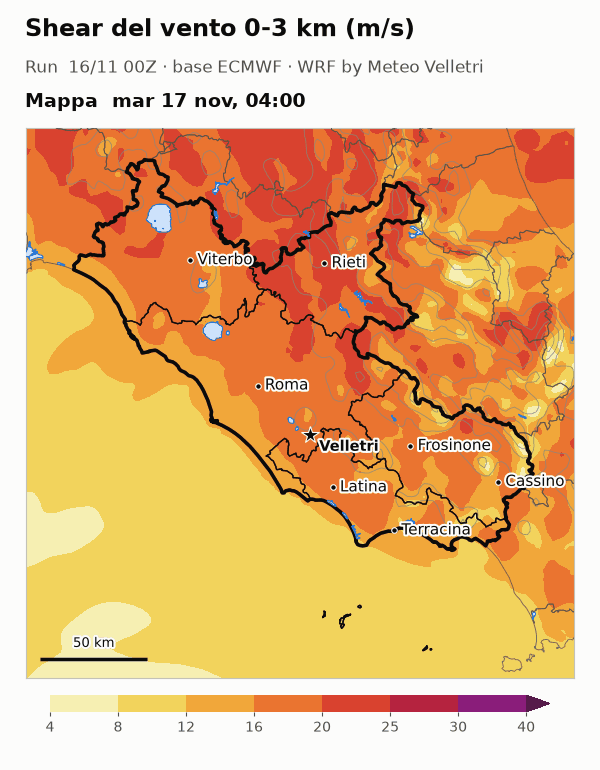 Shear del vento 0-3 km (m/s)
Run  16/11 00Z · base ECMWF · WRF by Meteo Velletri
Mappa  mar 17 nov, 04:00
Viterbo
Rieti
Roma
Velletri
Frosinone
Latina
Cassino
Terracina
50 km
4 8 12 16 20 25 30 40